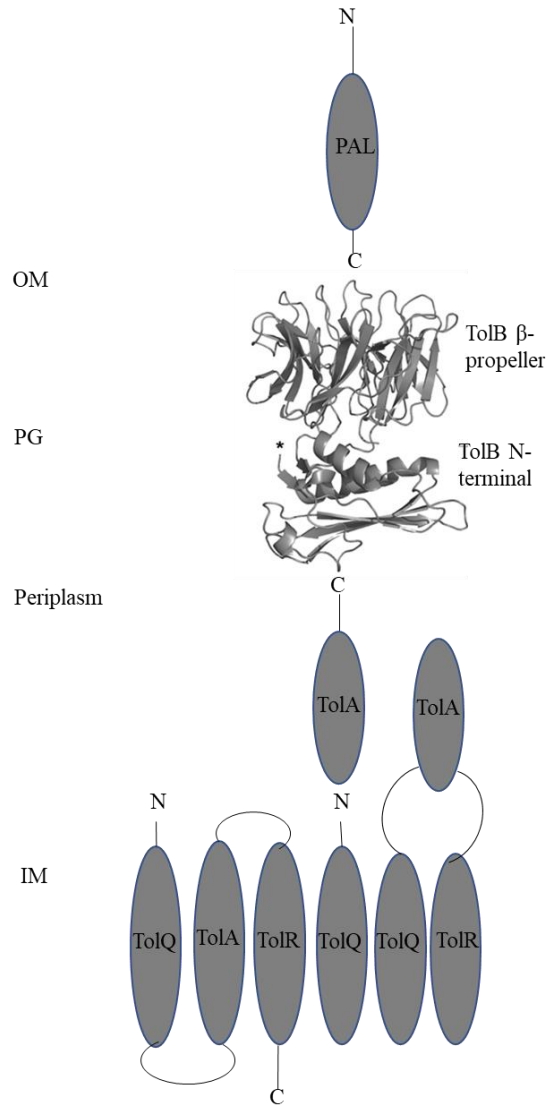 N
PAL
C
OM
TolB β-
propeller
PG
*
TolB N-
terminal
C
Periplasm
TolA
TolA
N
N
IM
TolQ
TolA
TolR
TolQ
TolQ
TolR
C